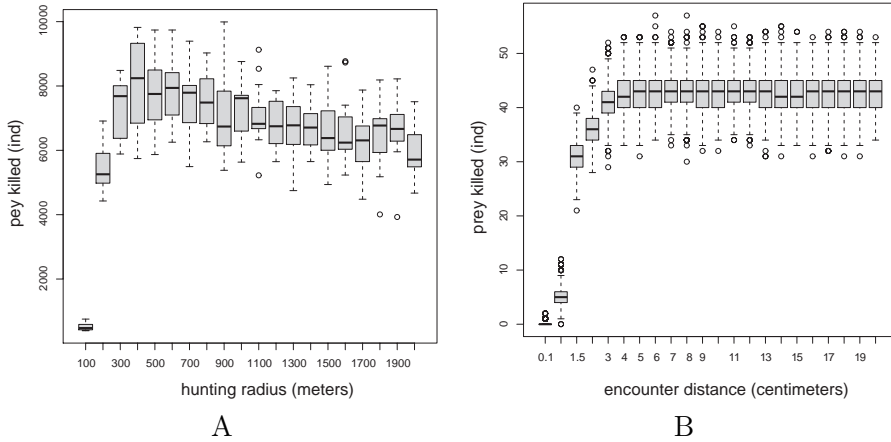 pey killed (ind)
10000
8000
6000
4000
2000
100 300 500 700 900 1100 1300 1500 1700 1900
hunting radius (meters)
A
prey killed (ind)
50
40
30
20
10
0
0.1 1.5 3 4 5 6 7 8 9 11 13 15 17 19
encounter distance (centimeters)
B